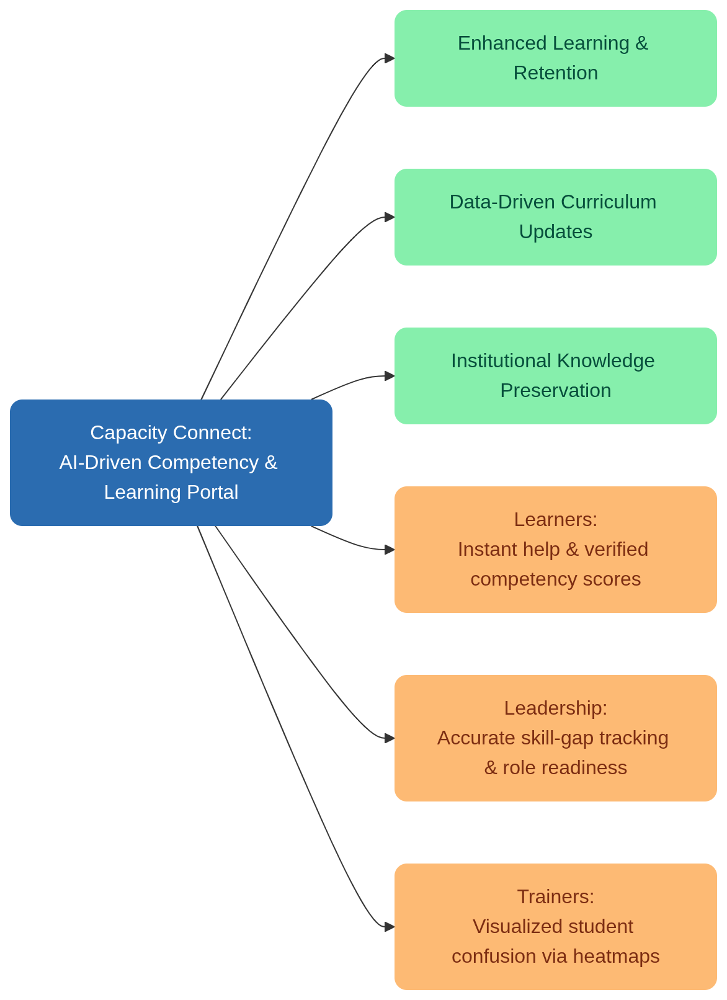 Enhanced Learning &
Retention
Data-Driven Curriculum
Updates
Institutional Knowledge
Preservation
Capacity Connect:
AI-Driven Competency &
Learning Portal
Learners:
Instant help & verified
competency scores
Leadership:
Accurate skill-gap tracking
& role readiness
Trainers:
Visualized student
confusion via heatmaps